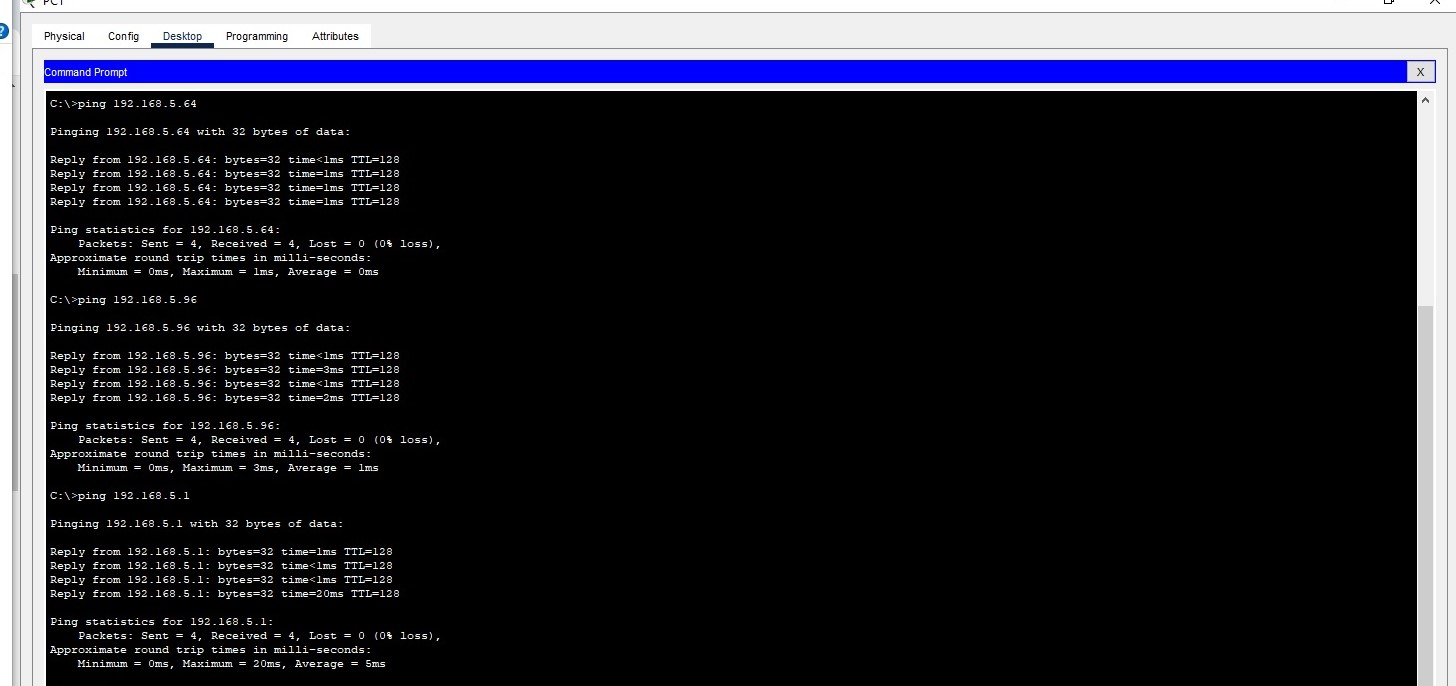 PC1
Physical Config Desktop Programming Attributes
Command Prompt
X
C:\>ping 192.168.5.64
Pinging 192.168.5.64 with 32 bytes of data:
Reply from 192.168.5.64: bytes=32 time<1ms TTL=128
Reply from 192.168.5.64: bytes=32 time=1ms TTL=128
Reply from 192.168.5.64: bytes=32 time=1ms TTL=128
Reply from 192.168.5.64: bytes=32 time=1ms TTL=128
Ping statistics for 192.168.5.64:
Packets: Sent = 4, Received = 4, Lost = 0 (0% loss),
Approximate round trip times in milli-seconds:
Minimum = 0ms, Maximum = 1ms, Average = 0ms
C:\>ping 192.168.5.96
Pinging 192.168.5.96 with 32 bytes of data:
Reply from 192.168.5.96: bytes=32 time<1ms TTL=128
Reply from 192.168.5.96: bytes=32 time=3ms TTL=128
Reply from 192.168.5.96: bytes=32 time<1ms TTL=128
Reply from 192.168.5.96: bytes=32 time=2ms TTL=128
Ping statistics for 192.168.5.96:
Packets: Sent = 4, Received = 4, Lost = 0 (0% loss),
Approximate round trip times in milli-seconds:
Minimum = 0ms, Maximum = 3ms, Average = 1ms
C:\>ping 192.168.5.1
Pinging 192.168.5.1 with 32 bytes of data:
Reply from 192.168.5.1: bytes=32 time=1ms TTL=128
Reply from 192.168.5.1: bytes=32 time<1ms TTL=128
Reply from 192.168.5.1: bytes=32 time<1ms TTL=128
Reply from 192.168.5.1: bytes=32 time=20ms TTL=128
Ping statistics for 192.168.5.1:
Packets: Sent = 4, Received = 4, Lost = 0 (0% loss),
Approximate round trip times in milli-seconds:
Minimum = 0ms, Maximum = 20ms, Average = 5ms